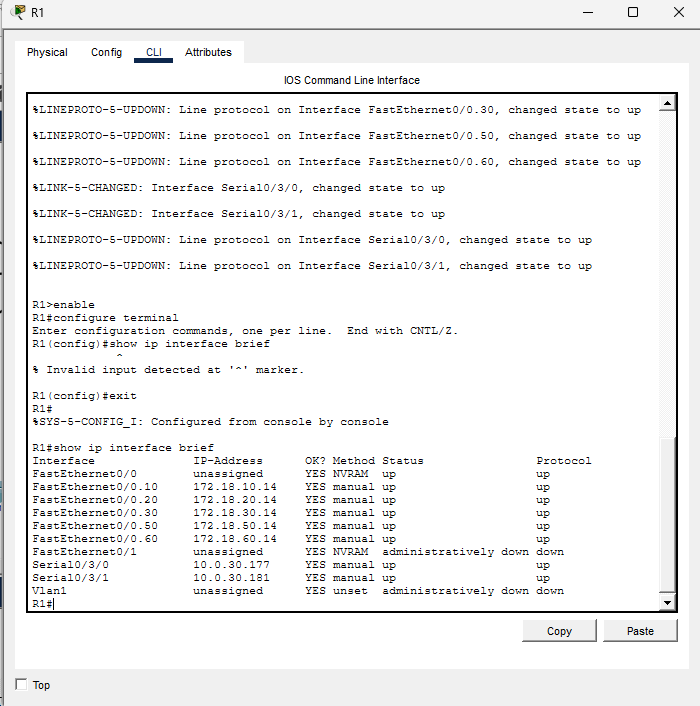 R1
Physical Config CLI Attributes
IOS Command Line Interface
%LINEPROTO-5-UPDOWN: Line protocol on Interface FastEthernet0/0.30, changed state to up
%LINEPROTO-5-UPDOWN: Line protocol on Interface FastEthernet0/0.50, changed state to up
%LINEPROTO-5-UPDOWN: Line protocol on Interface FastEthernet0/0.60, changed state to up
%LINK-5-CHANGED: Interface Serial0/3/0, changed state to up
%LINK-5-CHANGED: Interface Serial0/3/1, changed state to up
%LINEPROTO-5-UPDOWN: Line protocol on Interface Serial0/3/0, changed state to up
%LINEPROTO-5-UPDOWN: Line protocol on Interface Serial0/3/1, changed state to up
R1>enable
R1#configure terminal
Enter configuration commands, one per line.  End with CNTL/Z.
R1(config)#show ip interface brief
            ^
% Invalid input detected at '^' marker.
R1(config)#exit
R1#
%SYS-5-CONFIG_I: Configured from console by console
R1#show ip interface brief
Interface              IP-Address      OK? Method Status                Protocol
FastEthernet0/0        unassigned      YES NVRAM  up                    up
FastEthernet0/0.10     172.18.10.14    YES manual up                    up
FastEthernet0/0.20     172.18.20.14    YES manual up                    up
FastEthernet0/0.30     172.18.30.14    YES manual up                    up
FastEthernet0/0.50     172.18.50.14    YES manual up                    up
FastEthernet0/0.60     172.18.60.14    YES manual up                    up
FastEthernet0/1        unassigned      YES NVRAM  administratively down down
Serial0/3/0            10.0.30.177     YES manual up                    up
Serial0/3/1            10.0.30.181     YES manual up                    up
Vlan1                  unassigned      YES unset  administratively down down
R1#
Copy Paste
Top